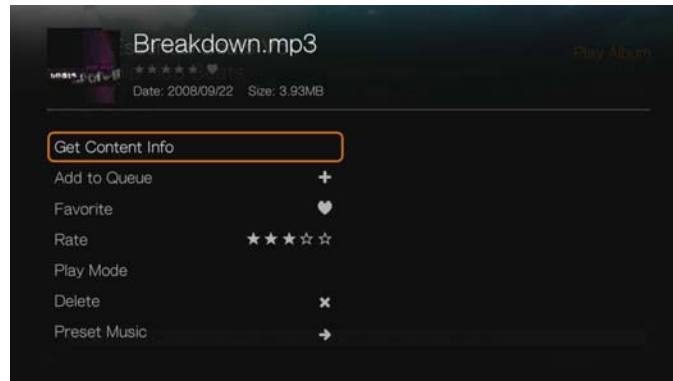 Breakdown.mp3
Play Album
Date: 2008/09/22 Size: 3.93MB
Get Content Info
Add to Queue
Favorite
Rate
Play Mode
Delete
Preset Music